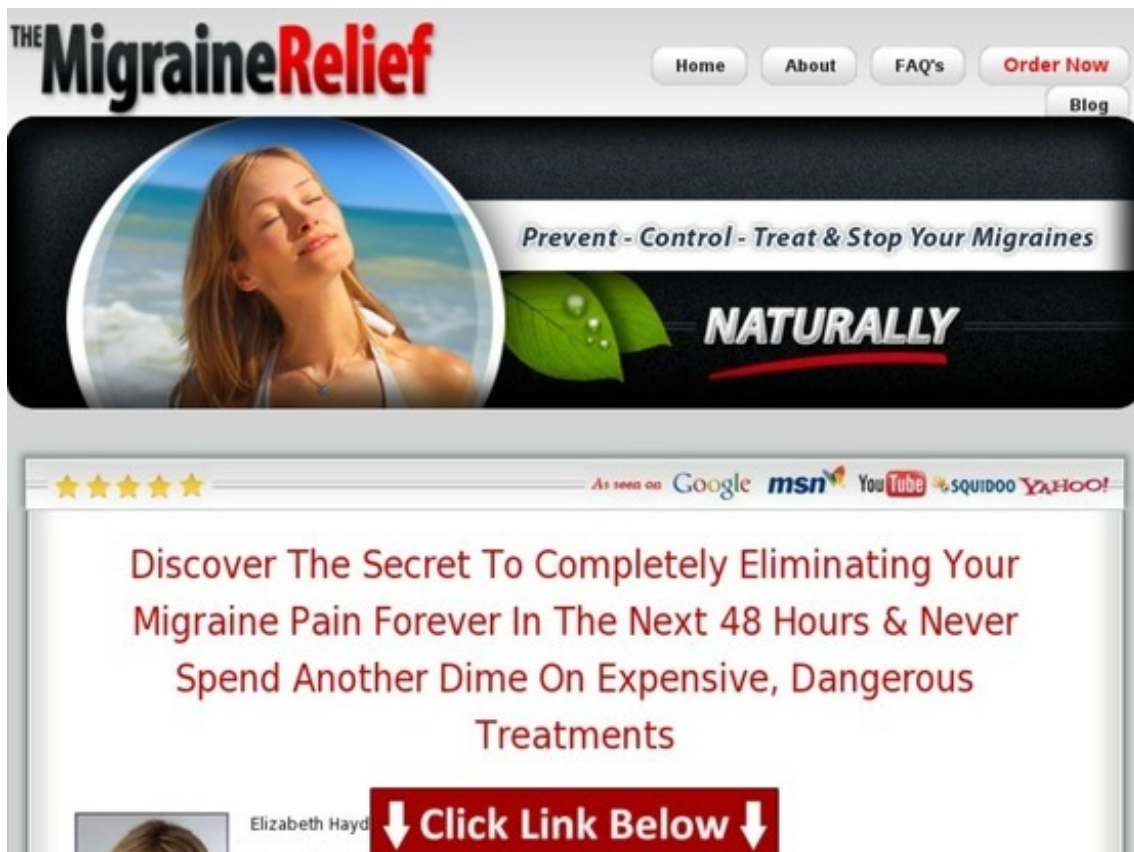 THE MigraineRelief
Home About FAQ's Order Now
Blog
Prevent - Control - Treat & Stop Your Migraines
NATURALLY
As seen on Google msn YouTube SQUIDOO YAHOO!
Discover The Secret To Completely Eliminating Your
Migraine Pain Forever In The Next 48 Hours & Never
Spend Another Dime On Expensive, Dangerous
Treatments
Elizabeth Hayd
Click Link Below